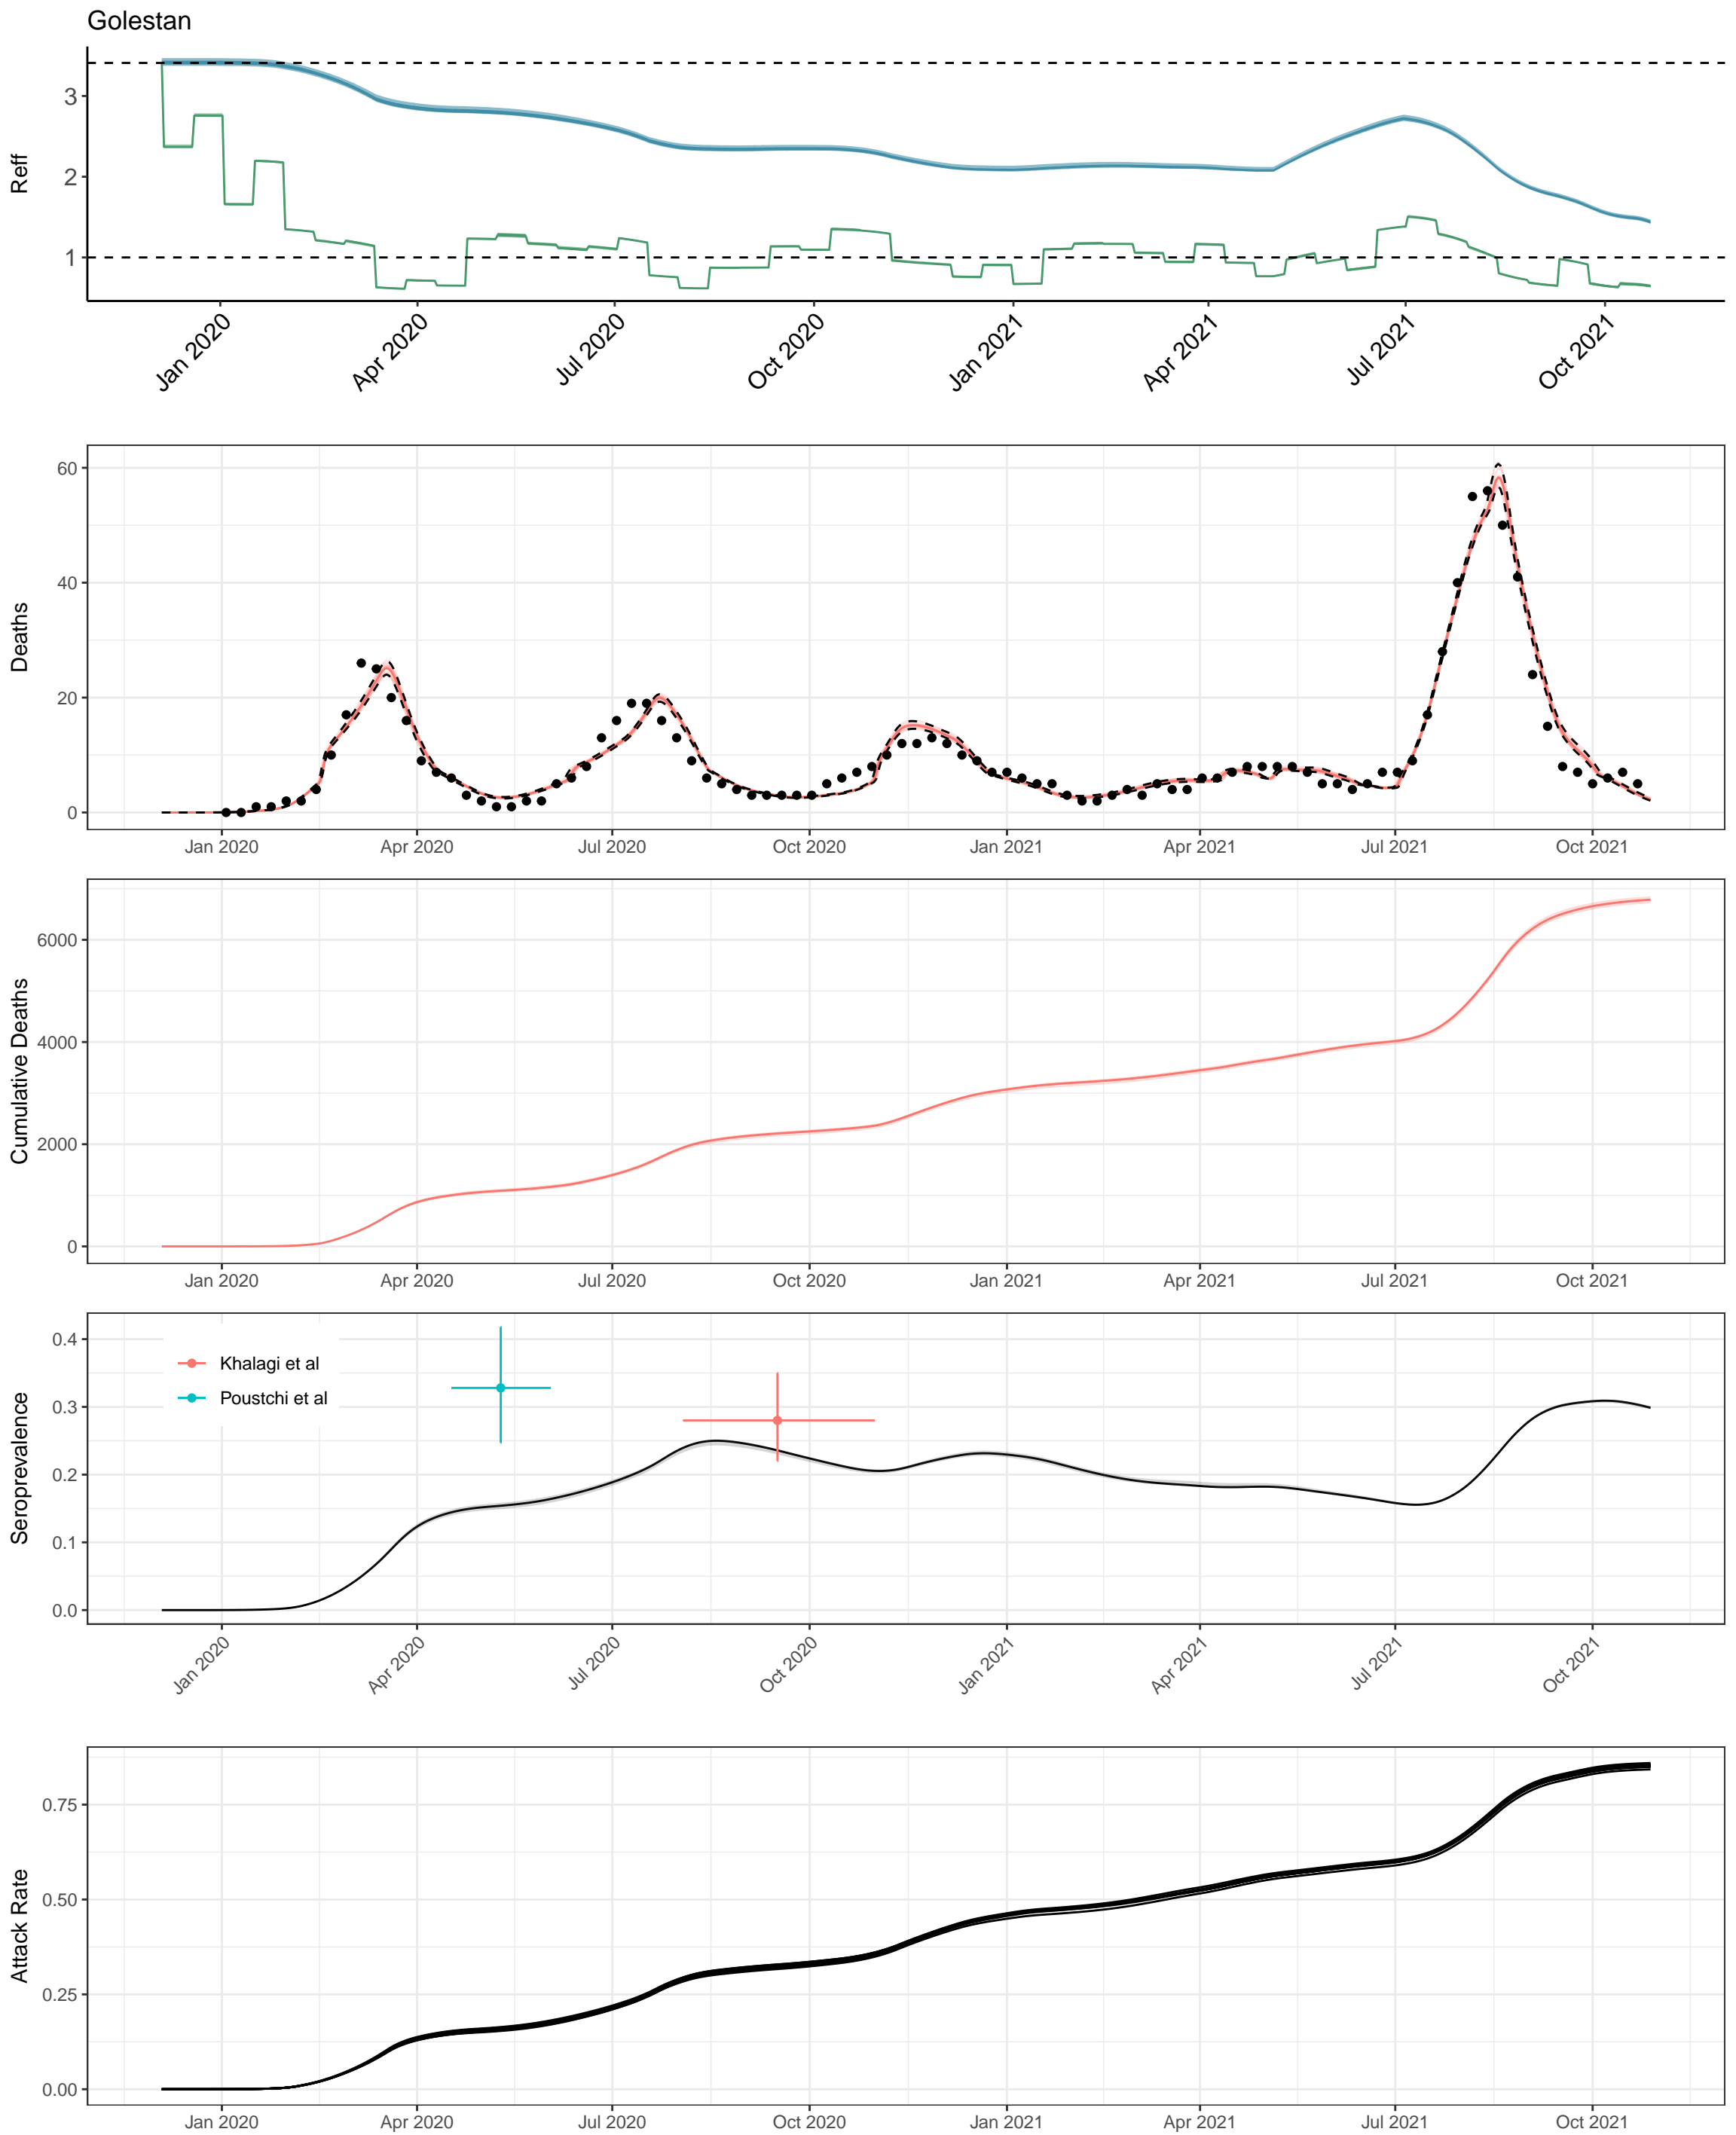 Golestan
Reff
3
2
1
Jan 2020 Apr 2020 Jul 2020 Oct 2020 Jan 2021 Apr 2021 Jul 2021 Oct 2021
Deaths
60
40
20
0
Jan 2020 Apr 2020 Jul 2020 Oct 2020 Jan 2021 Apr 2021 Jul 2021 Oct 2021
Cumulative Deaths
6000
4000
2000
0
Jan 2020 Apr 2020 Jul 2020 Oct 2020 Jan 2021 Apr 2021 Jul 2021 Oct 2021
Seroprevalence
0.4
0.3
0.2
0.1
0.0
Khalagi et al
Poustchi et al
Jan 2020 Apr 2020 Jul 2020 Oct 2020 Jan 2021 Apr 2021 Jul 2021 Oct 2021
Attack Rate
0.75
0.50
0.25
0.00
Jan 2020 Apr 2020 Jul 2020 Oct 2020 Jan 2021 Apr 2021 Jul 2021 Oct 2021